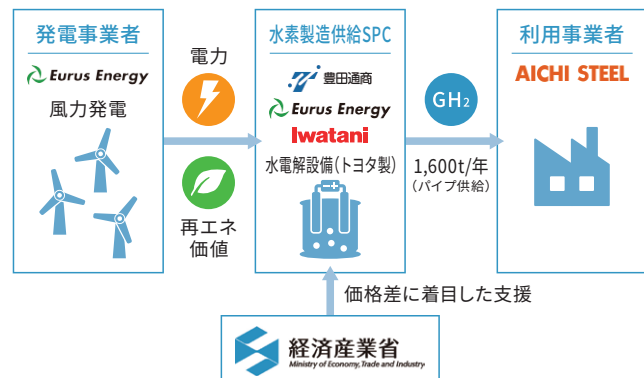 発電事業者
Eurus Energy
風力発電
電力
再エネ
価値
水素製造供給SPC
豊田通商
Eurus Energy
Iwatani
水電解設備(トヨタ製)
GH₂
1,600t/年
(パイプ供給)
利用事業者
AICHI STEEL
価格差に着目した支援
経済産業省
Ministry of Economy, Trade and Industry